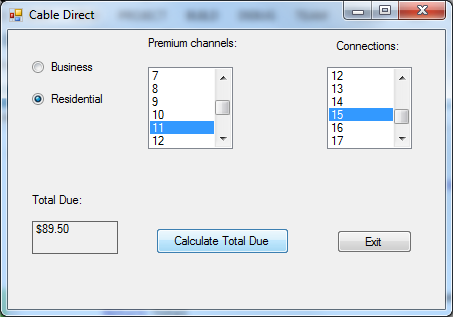 Cable Direct
Premium channels:
Connections:
Business
Residential
7
8
9
10
11
12
12
13
14
15
16
17
Total Due:
$89.50
Calculate Total Due
Exit